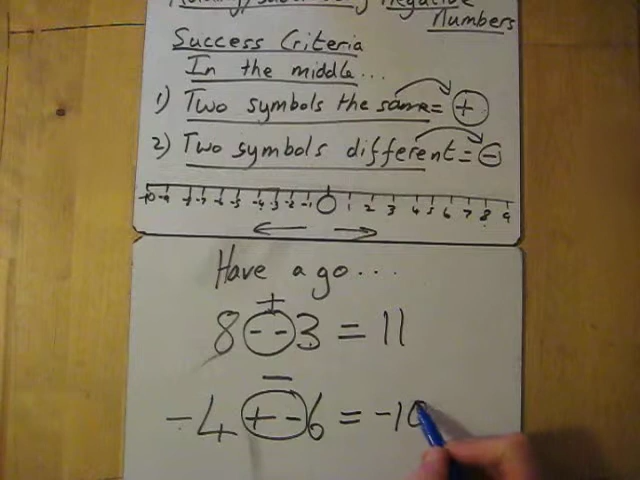 Negative
Numbers
Success Criteria
In the middle...
1) Two symbols the same = +
2) Two symbols different = -
-10 -9 -8 -7 -6 -5 -4 -3 -2 -1 0 1 2 3 4 5 6 7 8 9
Have a go...
+
8 - - 3 = 11
-
-4 + - 6 = -10